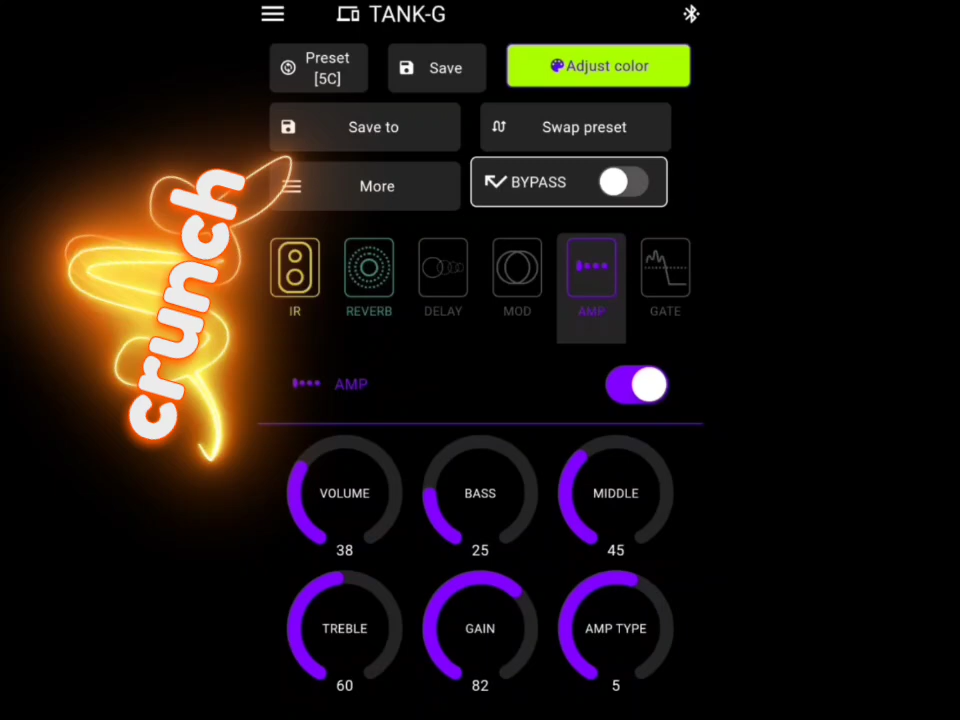 TANK-G
Preset
[5C]
Save
Adjust color
Save to
Swap preset
More
BYPASS
crunch
IR
REVERB
DELAY
MOD
AMP
GATE
AMP
VOLUME
BASS
MIDDLE
38
25
45
TREBLE
GAIN
AMP TYPE
60
82
5